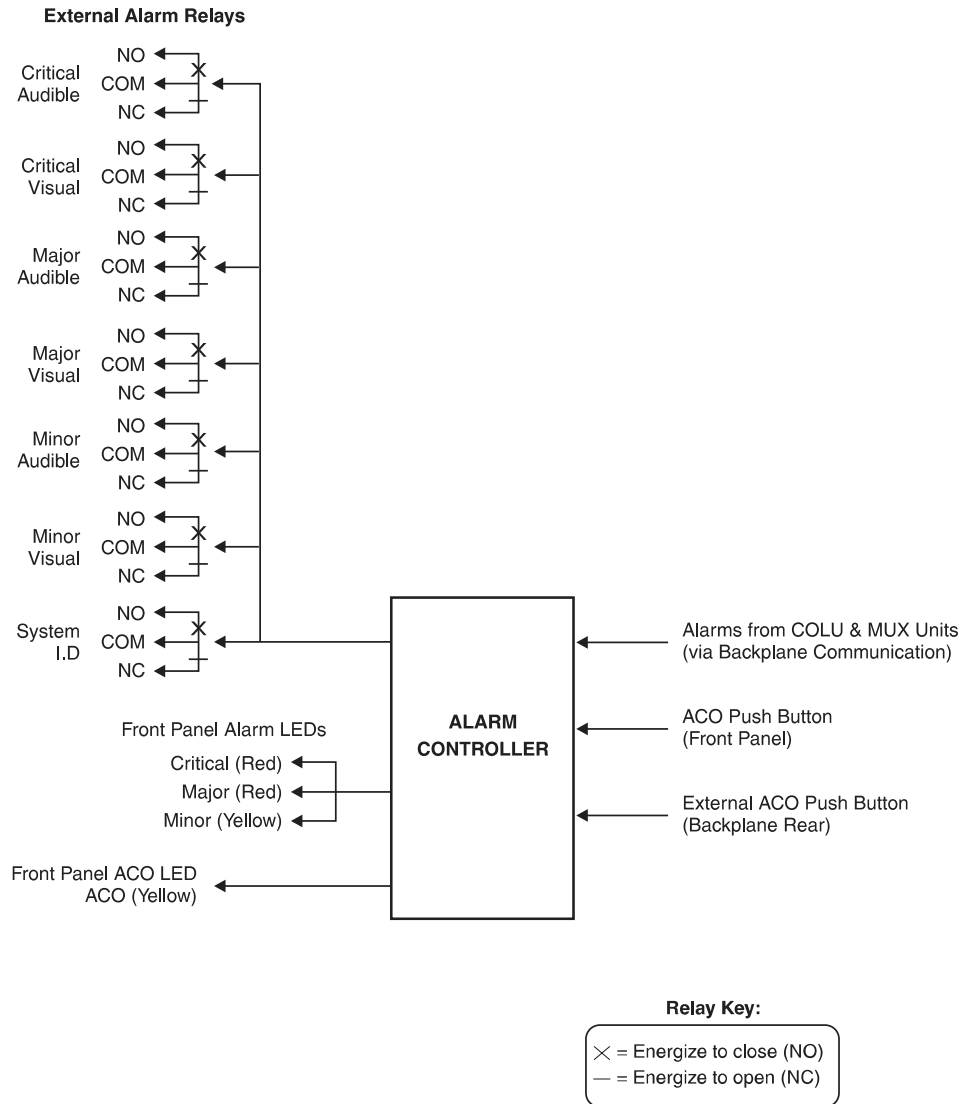 External Alarm Relays
Critical
Audible
NO
COM
NC
Critical
Visual
NO
COM
NC
Major
Audible
NO
COM
NC
Major
Visual
NO
COM
NC
Minor
Audible
NO
COM
NC
Minor
Visual
NO
COM
NC
System
I.D
NO
COM
NC
Front Panel Alarm LEDs
Critical (Red)
Major (Red)
Minor (Yellow)
Front Panel ACO LED
ACO (Yellow)
ALARM
CONTROLLER
Alarms from COLU & MUX Units
(via Backplane Communication)
ACO Push Button
(Front Panel)
External ACO Push Button
(Backplane Rear)
Relay Key:
= Energize to close (NO)
= Energize to open (NC)